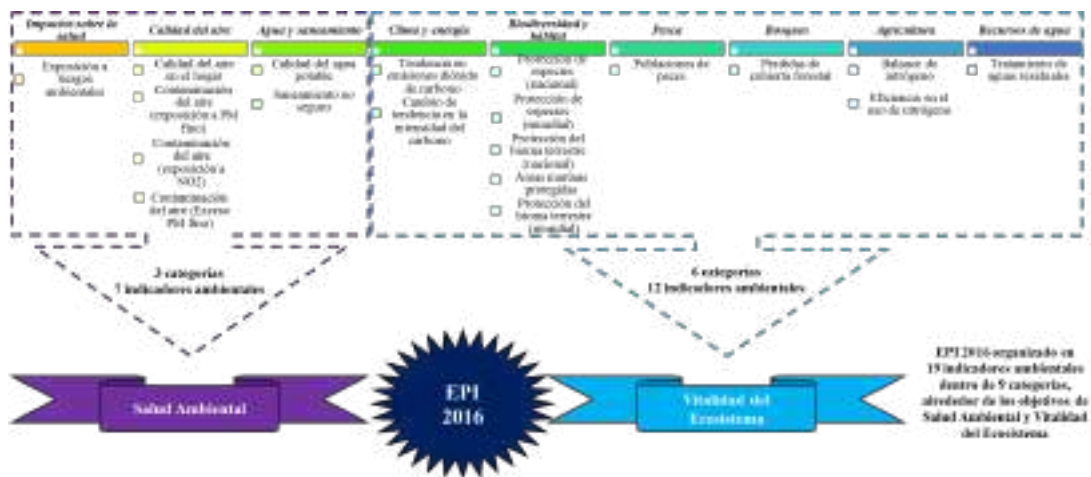 Impactos sobre la
salud
Exposición a
riesgos
ambientales
Calidad del aire
Calidad del aire
en el hogar
Contaminación
del aire
(exposición a PM
fino)
Contaminación
del aire
(exposición a
NO2)
Contaminación
del aire (Exceso
PM fino)
Agua y saneamiento
Calidad del agua
potable
Saneamiento no
seguro
Clima y energía
Tendencia en
emisiones dióxido
de carbono
Cambio de
tendencia en la
intensidad del
carbono
Biodiversidad y
hábitat
Protección de
especies
(nacional)
Protección de
especies
(mundial)
Protección del
bioma terrestre
(nacional)
Áreas marinas
protegidas
Protección del
bioma terrestre
(mundial)
Pesca
Poblaciones de
peces
Bosques
Pérdida de
cubierta forestal
Agricultura
Balance de
nitrógeno
Eficiencia en el
uso de nitrógeno
Recursos de agua
Tratamiento de
aguas residuales
3 categorías
7 indicadores ambientales
6 categorías
12 indicadores ambientales
Salud Ambiental
EPI
2016
Vitalidad del
Ecosistema
EPI 2016 organizado en
19 indicadores ambientales
dentro de 9 categorías,
alrededor de los objetivos de
Salud Ambiental y Vitalidad
del Ecosistema